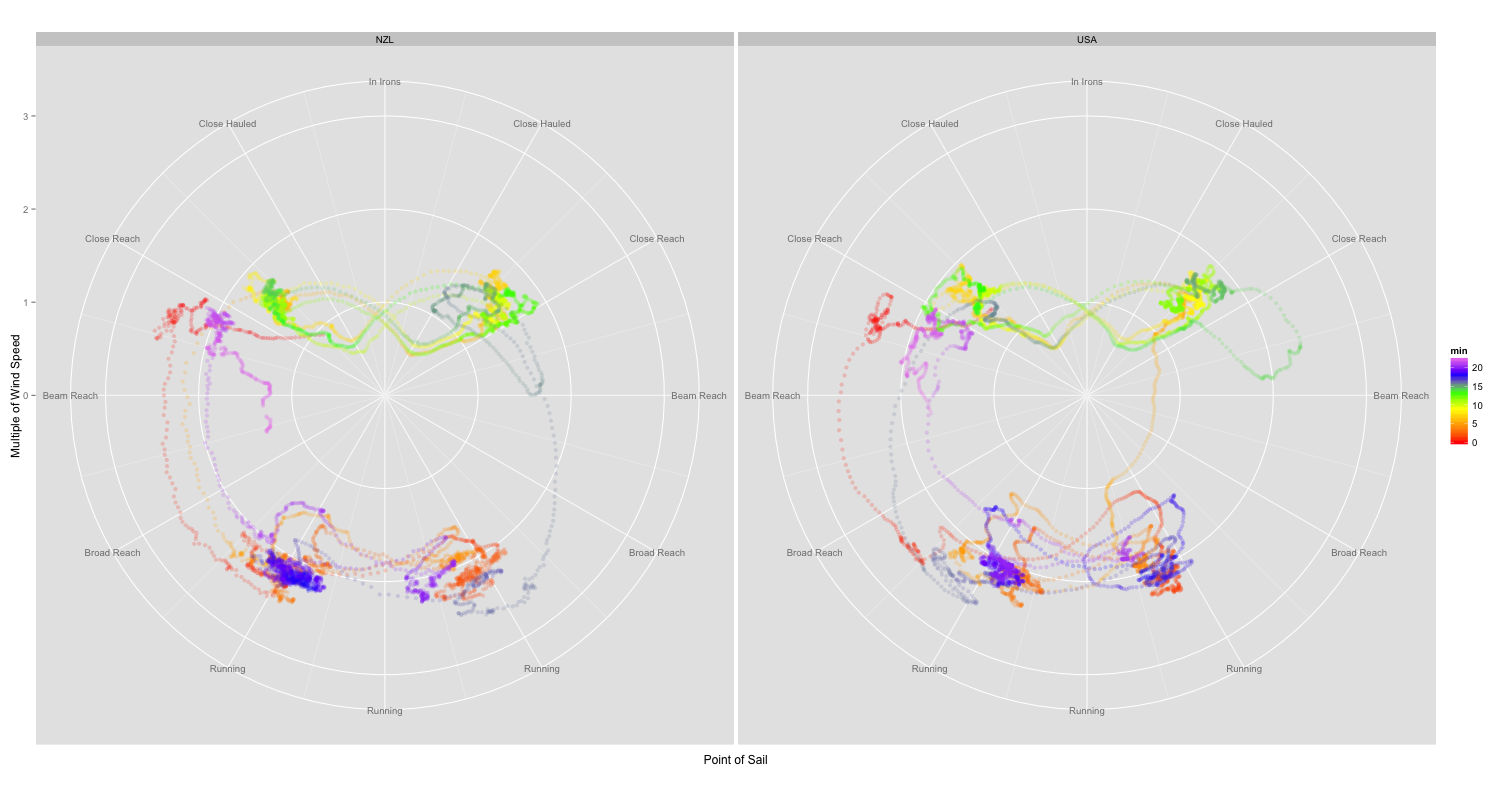 NZL
USA
In Irons
In Irons
Close Hauled
Close Hauled
Close Hauled
Close Hauled
Close Reach
Close Reach
Close Reach
Close Reach
Beam Reach
Beam Reach
Beam Reach
Beam Reach
Broad Reach
Broad Reach
Broad Reach
Broad Reach
Running
Running
Running
Running
Running
Running
3
2
1
0
Multiple of Wind Speed
Point of Sail
min
20
15
10
5
0